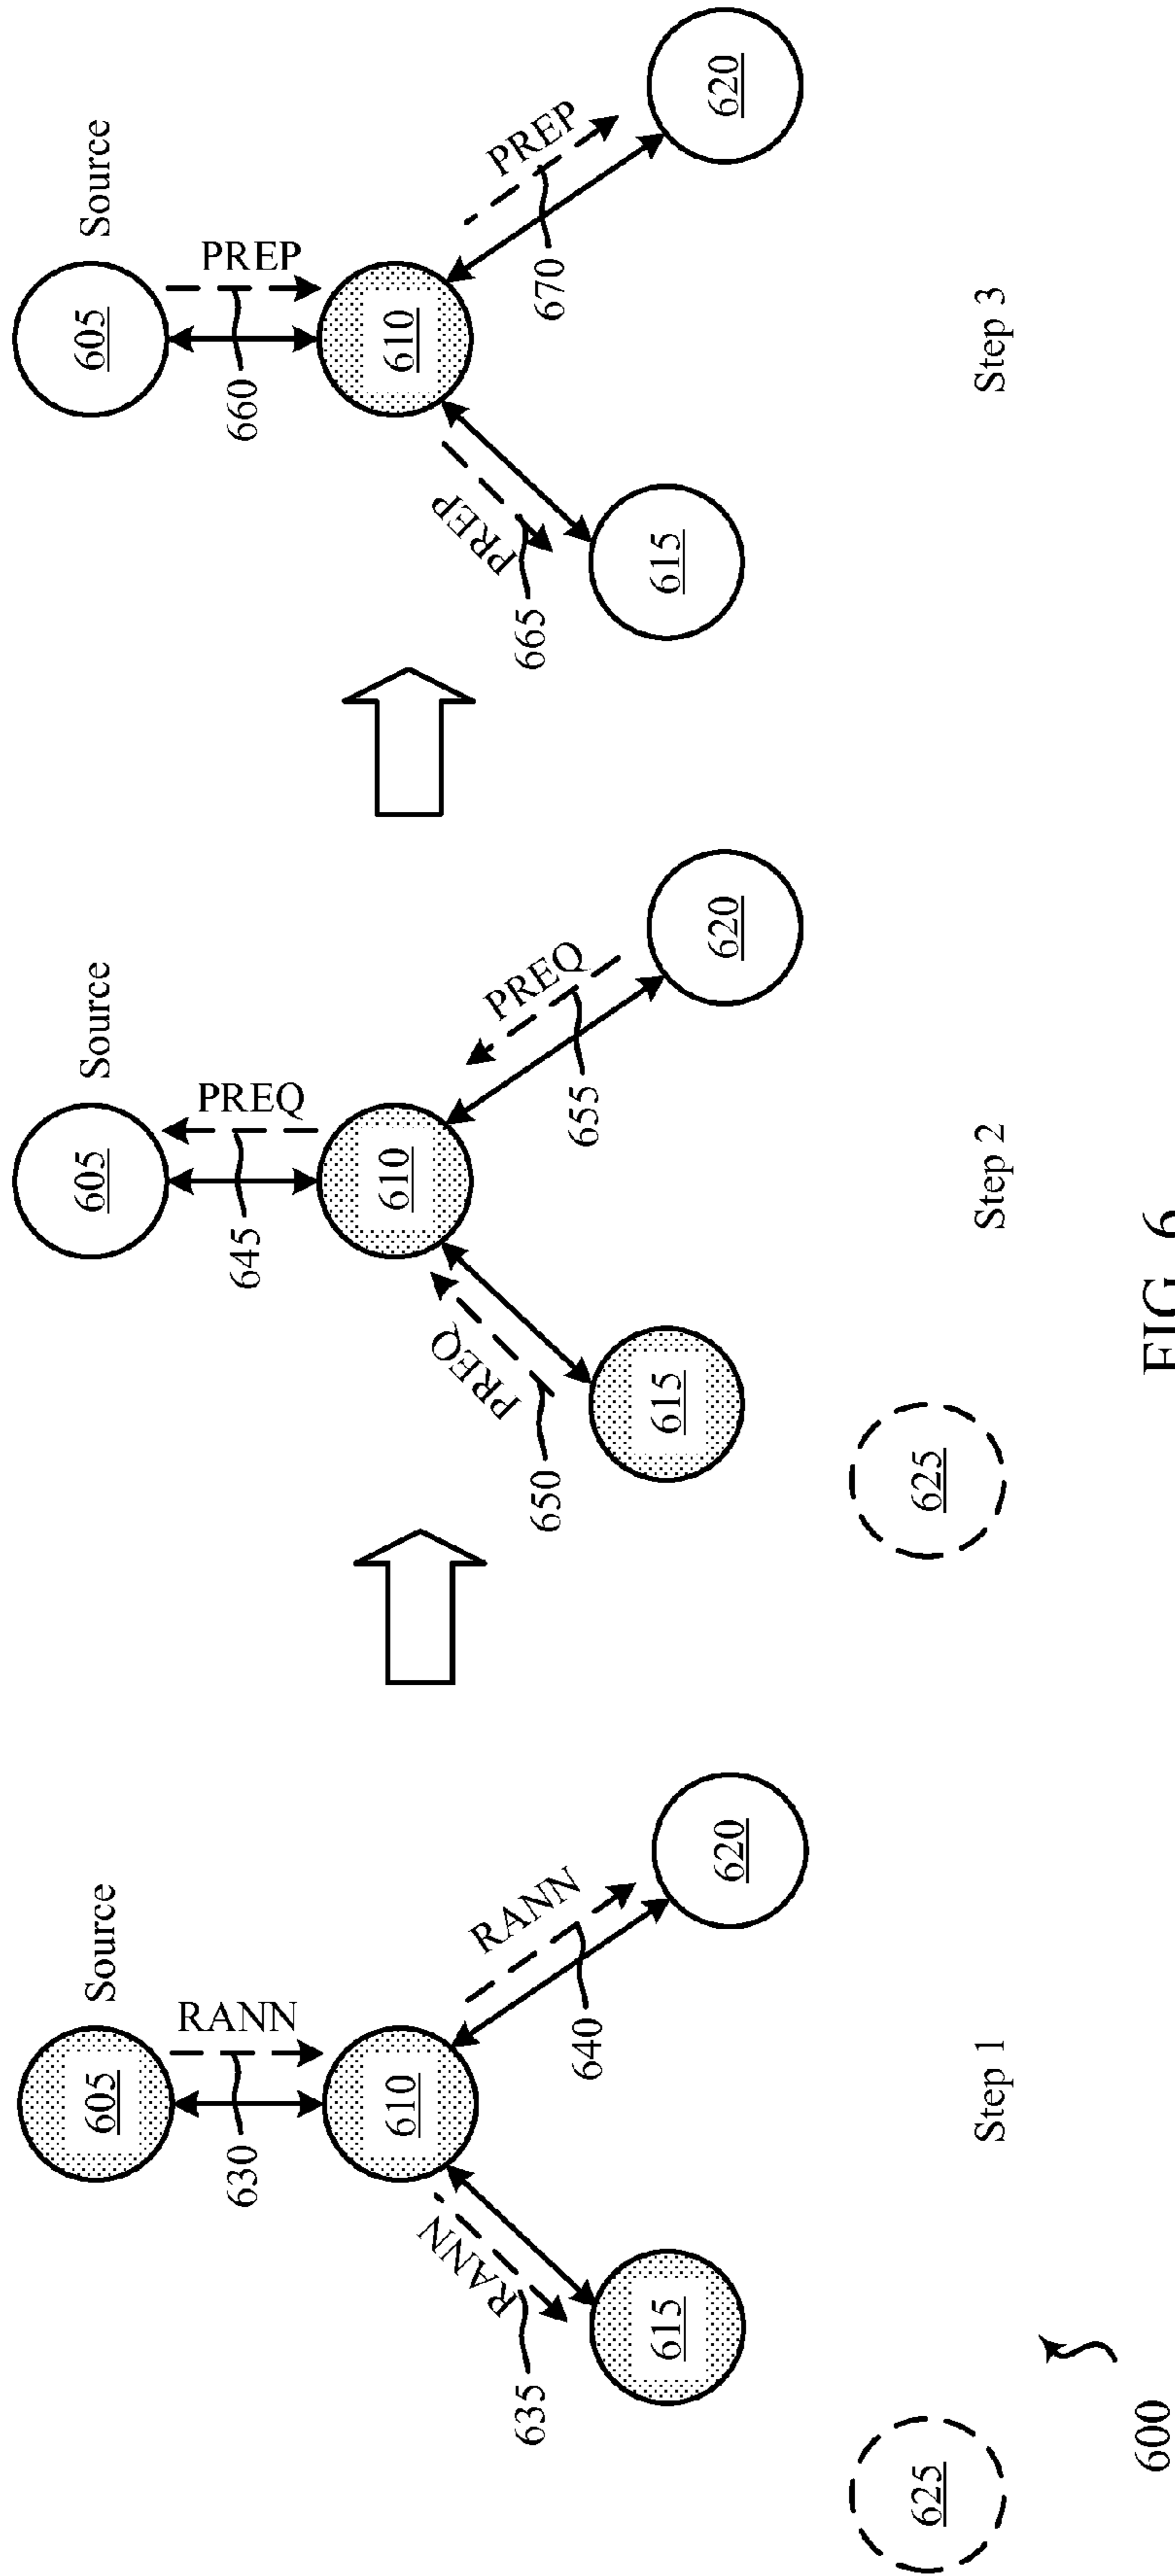 Source
605
RANN
630
610
RANN
635
RANN
640
615
620
625
Step 1
600
Source
605
PREQ
645
610
PREQ
650
PREQ
655
615
620
625
Step 2
Source
605
PREP
660
610
PREP
665
PREP
670
615
620
Step 3
FIG. 6